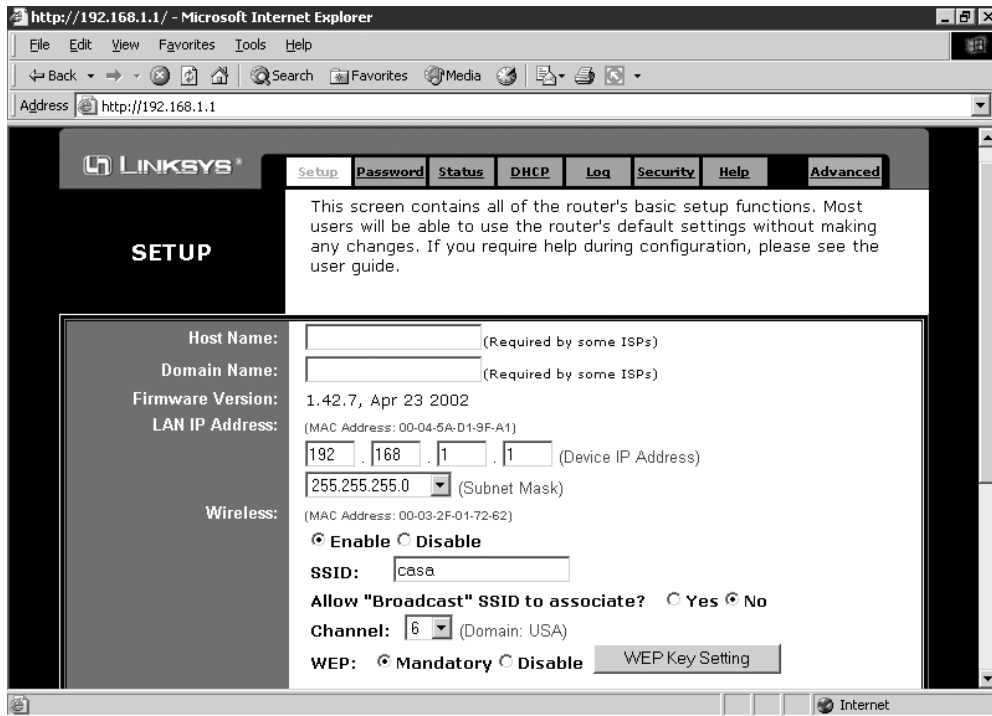 http://192.168.1.1/ - Microsoft Internet Explorer
File Edit View Favorites Tools Help
Back Search Favorites Media
Address http://192.168.1.1
LINKSYS®
Setup Password Status DHCP Log Security Help Advanced
SETUP
This screen contains all of the router's basic setup functions. Most
users will be able to use the router's default settings without making
any changes. If you require help during configuration, please see the
user guide.
Host Name: (Required by some ISPs)
Domain Name: (Required by some ISPs)
Firmware Version: 1.42.7, Apr 23 2002
LAN IP Address: (MAC Address: 00-04-5A-D1-9F-A1)
192 . 168 . 1 . 1 (Device IP Address)
255.255.255.0 (Subnet Mask)
Wireless: (MAC Address: 00-03-2F-01-72-62)
Enable Disable
SSID: casa
Allow "Broadcast" SSID to associate? Yes No
Channel: 6 (Domain: USA)
WEP: Mandatory Disable WEP Key Setting
Internet